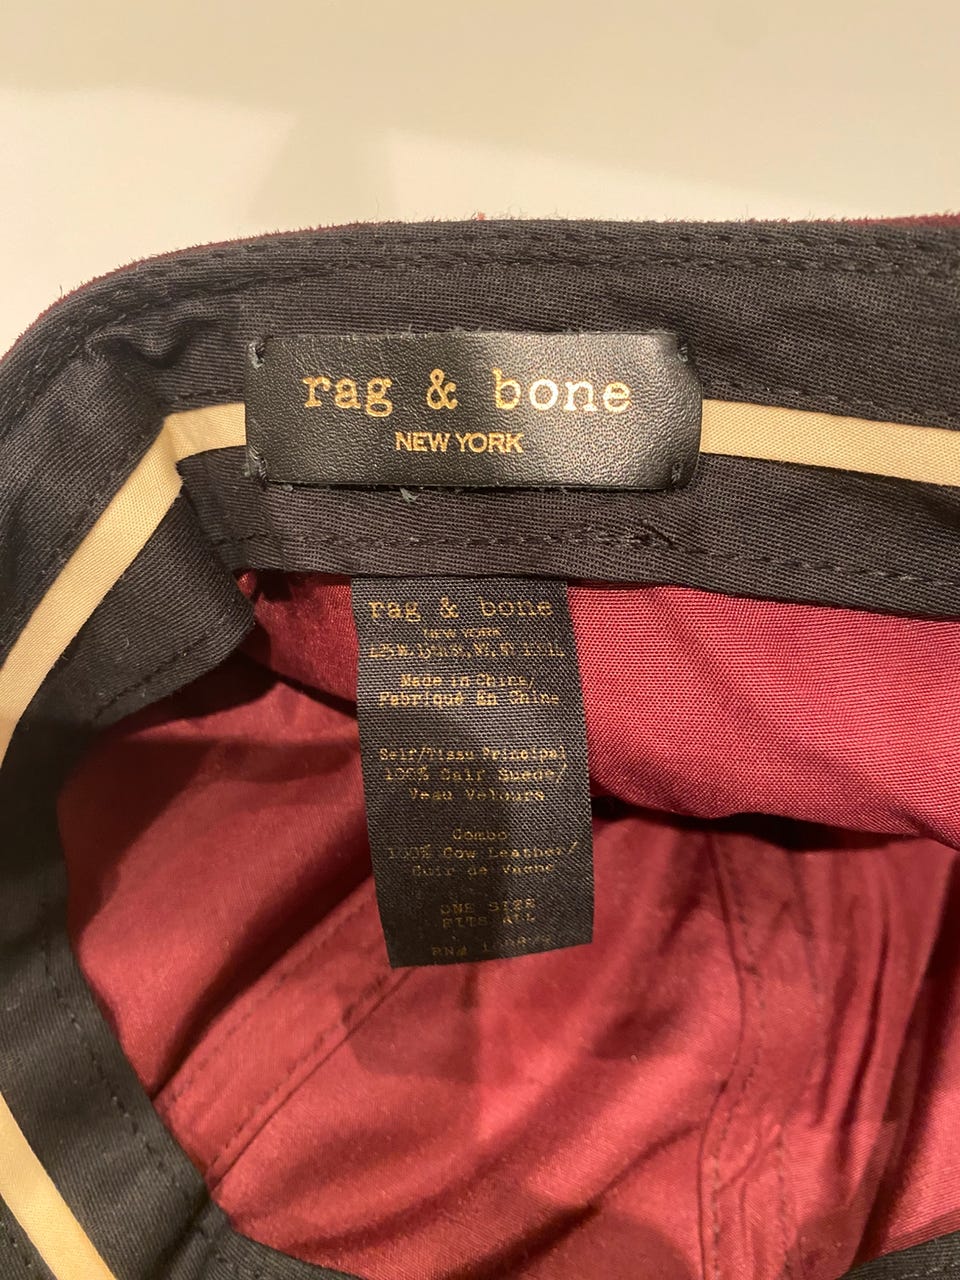 rag & bone
NEW YORK
rag & bone
NEW YORK
Made in China/
Fabriqué En Chine
Self/Tissu Principal
100% Calf Suede/
Veau Velours
Combo
100% Cow Leather/
Cuir de Vache
ONE SIZE
FITS ALL
RN#